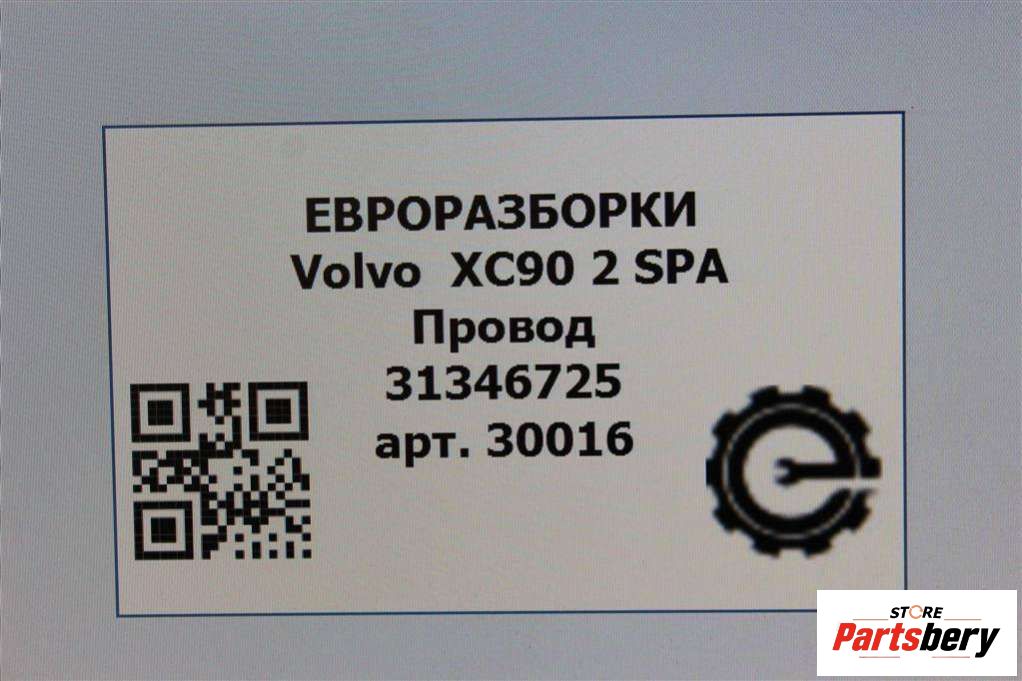 ЕВРОРАЗБОРКИ
Volvo XC90 2 SPA
Провод
31346725
арт. 30016
STORE
Partsbery